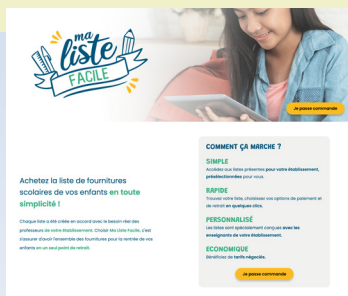 ma
liste
FACILE
Je passe commande
Achetez la liste de fournitures
scolaires de vos enfants en toute
simplicité !
Chaque liste a été créée en accord avec le besoin réel des
professeurs de votre établissement. Choisir Ma Liste Facile, c'est
s'assurer d'avoir l'ensemble des fournitures pour la rentrée de vos
enfants en un seul point de retrait.
COMMENT ÇA MARCHE ?
SIMPLE
Accédez aux listes présentes pour votre établissement,
présélectionnées pour vous.
RAPIDE
Trouvez votre liste, choisissez vos options de paiement et
de retrait en quelques clics.
PERSONNALISÉ
Les listes sont spécialement conçues avec les
enseignants de votre établissement.
ECONOMIQUE
Bénéficiez de tarifs négociés.
Je passe commande